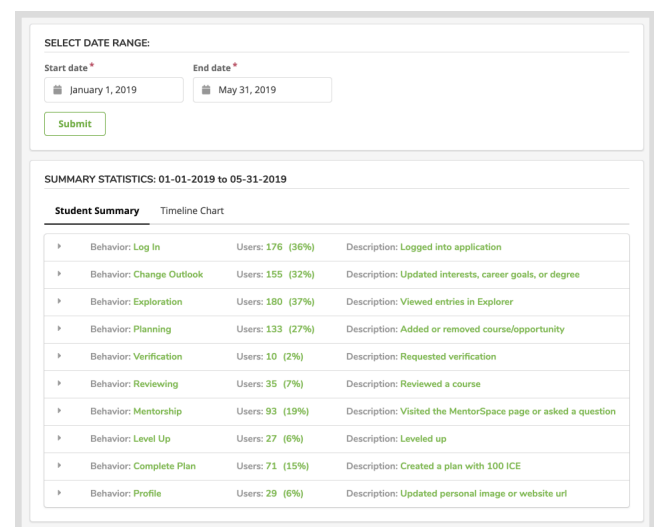 SELECT DATE RANGE:
Start date * End date *
January 1, 2019 May 31, 2019
Submit
SUMMARY STATISTICS: 01-01-2019 to 05-31-2019
Student Summary Timeline Chart
Behavior: Log In Users: 176 (36%) Description: Logged into application
Behavior: Change Outlook Users: 155 (32%) Description: Updated interests, career goals, or degree
Behavior: Exploration Users: 180 (37%) Description: Viewed entries in Explorer
Behavior: Planning Users: 133 (27%) Description: Added or removed course/opportunity
Behavior: Verification Users: 10 (2%) Description: Requested verification
Behavior: Reviewing Users: 35 (7%) Description: Reviewed a course
Behavior: Mentorship Users: 93 (19%) Description: Visited the MentorSpace page or asked a question
Behavior: Level Up Users: 27 (6%) Description: Leveled up
Behavior: Complete Plan Users: 71 (15%) Description: Created a plan with 100 ICE
Behavior: Profile Users: 29 (6%) Description: Updated personal image or website url